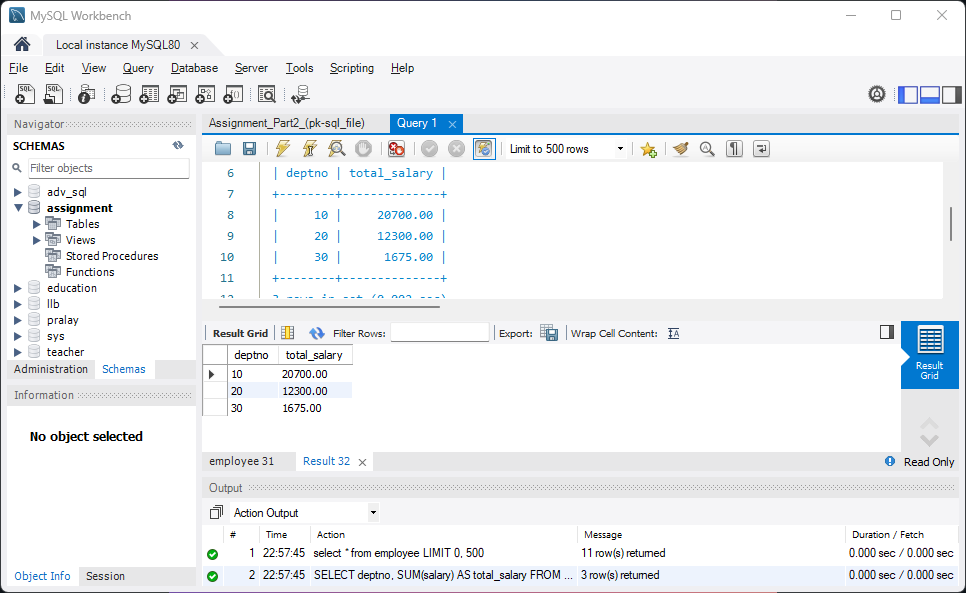 MySQL Workbench
Local instance MySQL80
File Edit View Query Database Server Tools Scripting Help
Navigator
SCHEMAS
Filter objects
adv_sql
assignment
Tables
Views
Stored Procedures
Functions
education
llb
pralay
sys
teacher
Administration Schemas
Information
No object selected
Object Info Session
Assignment_Part2_(pk-sql_file) Query 1
Limit to 500 rows
6 | deptno | total_salary |
7 +--------+--------------+
8 | 10 | 20700.00 |
9 | 20 | 12300.00 |
10 | 30 | 1675.00 |
11 +--------+--------------+
12 3 rows in set (0.002 sec)
Result Grid Filter Rows: Export: Wrap Cell Content:
deptno total_salary
10 20700.00
20 12300.00
30 1675.00
Result Grid
employee 31 Result 32 Read Only
Output
Action Output
# Time Action Message Duration / Fetch
1 22:57:45 select * from employee LIMIT 0, 500 11 row(s) returned 0.000 sec / 0.000 sec
2 22:57:45 SELECT deptno, SUM(salary) AS total_salary FROM ... 3 row(s) returned 0.000 sec / 0.000 sec